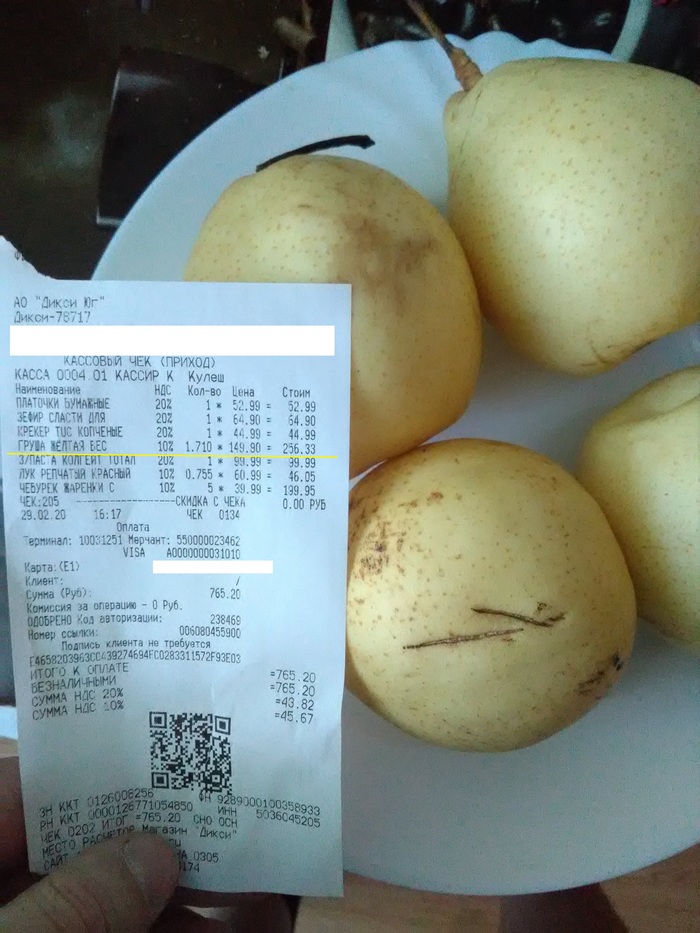 АО "Дикси Юг"
Дикси-78717
КАССОВЫЙ ЧЕК (ПРИХОД)
КАССА 0004.01 КАССИР К Кулеш
Наименование НДС Кол-во Цена Стоим
ПЛАТОЧКИ БУМАЖНЫЕ 20% 1 * 52.99 = 52.99
ЗЕФИР СЛАСТИ ДЛЯ 20% 1 * 64.90 = 64.90
КРЕКЕР TUC КОПЧЕНЫЕ 20% 1 * 44.99 = 44.99
ГРУША ЖЕЛТАЯ ВЕС 10% 1.710 * 149.90 = 256.33
З/ПАСТА КОЛГЕЙТ ТОТАЛ 20% 1 * 99.99 = 99.99
ЛУК РЕПЧАТЫЙ КРАСНЫЙ 10% 0.755 * 60.99 = 46.05
ЧЕБУРЕК ЖАРЕНКИ С 10% 5 * 39.99 = 199.95
ЧЕК:205 --------------------СКИДКА С ЧЕКА 0.00 РУБ
29.02.20 16:17 ЧЕК 0134
Оплата
Терминал: 10031251 Мерчант: 550000023462
VISA A0000000031010
Карта:(E1)
Клиент: /
Сумма (Руб): 765.20
Комиссия за операцию - 0 Руб.
ОДОБРЕНО Код авторизации: 238469
Номер ссылки: 006080455900
Подпись клиента не требуется
ИТОГО К ОПЛАТЕ =765.20
БЕЗНАЛИЧНЫМИ =765.20
СУММА НДС 20% =43.82
СУММА НДС 10% =45.67
ЗН ККТ 0126008256 ФН 9289000100358933
РН ККТ 0000126771054850 ИНН 5036045205
ЧЕК 0202 ИТОГ =765.20 СНО ОСН
МЕСТО Магазин "Дикси"
САЙТ 0305